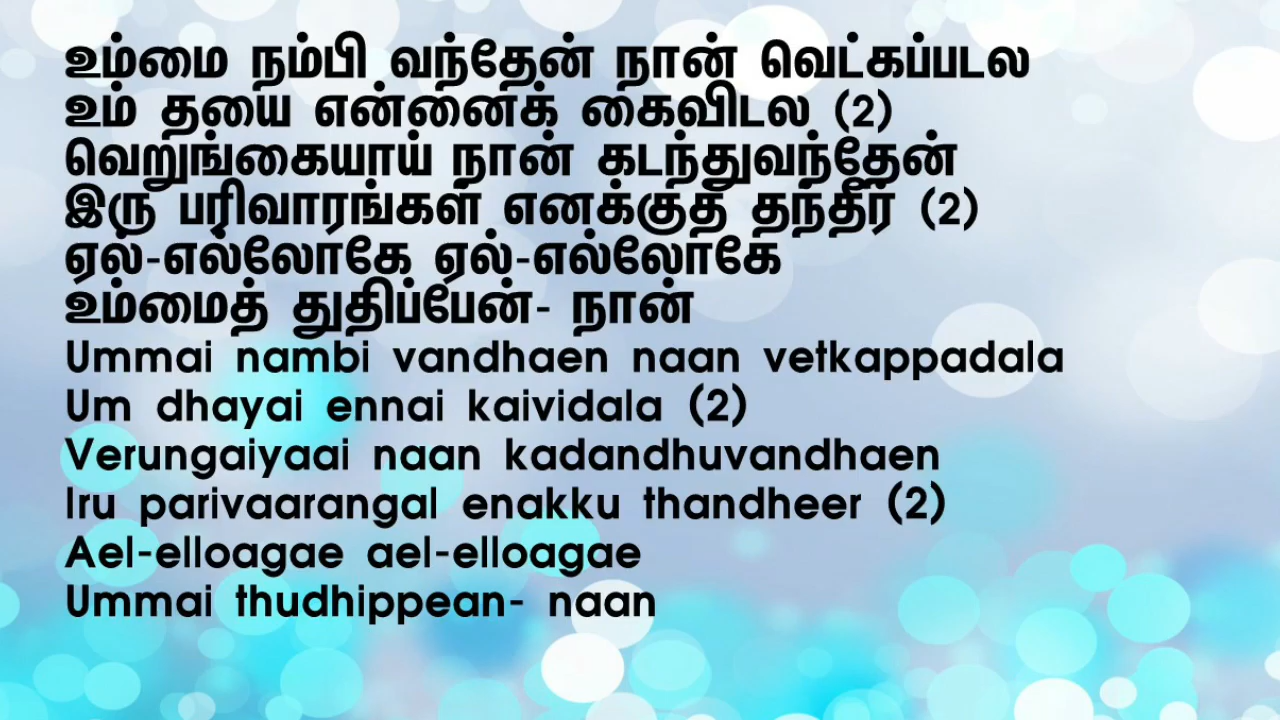 உம்மை நம்பி வந்தேன் நான் வெட்கப்படல
உம் தயை என்னைக் கைவிடல (2)
வெறுங்கையாய் நான் கடந்துவந்தேன்
இரு பரிவாரங்கள் எனக்குத் தந்தீர் (2)
ஏல்-எல்லோகே ஏல்-எல்லோகே
உம்மைத் துதிப்பேன்- நான்
Ummai nambi vandhaen naan vetkappadala
Um dhayai ennai kaividala (2)
Verungaiyaai naan kadandhuvandhaen
Iru parivaarangal enakku thandheer (2)
Ael-elloagae ael-elloagae
Ummai thudhippean- naan